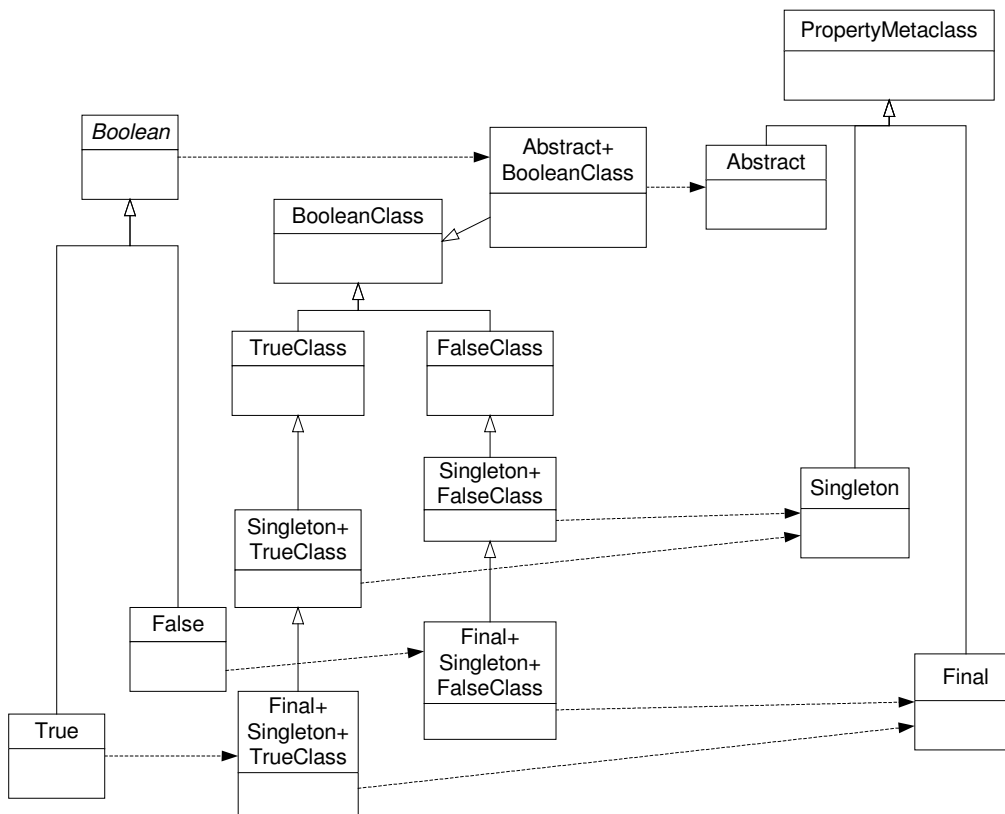 PropertyMetaclass
Boolean
Abstract+
BooleanClass
Abstract
BooleanClass
TrueClass
FalseClass
Singleton+
FalseClass
Singleton
Singleton+
TrueClass
False
Final+
Singleton+
FalseClass
Final
True
Final+
Singleton+
TrueClass